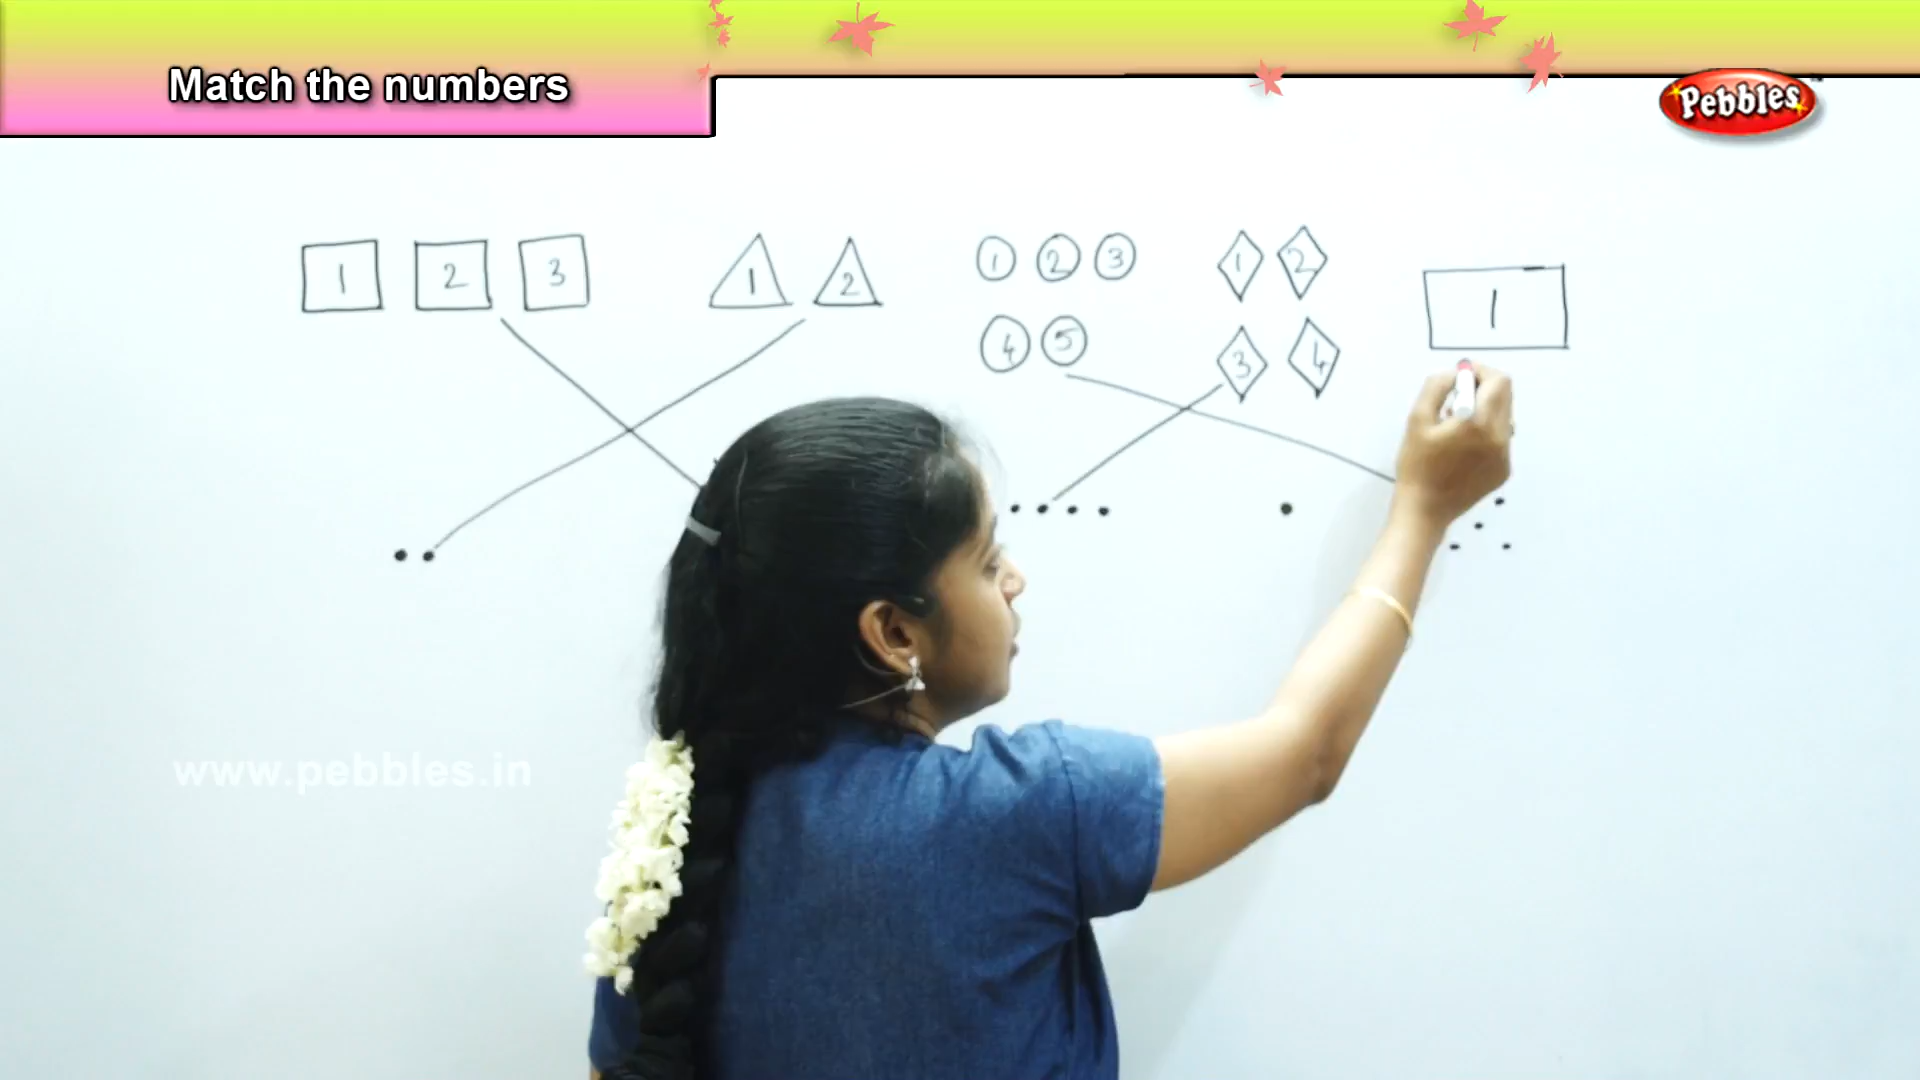 Match the numbers
Pebbles
1 2 3
1 2
1 2 3
4 5
1 2
3 4
1
www.pebbles.in